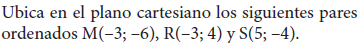 Ubica en el plano cartesiano los siguientes pares
ordenados M(−3; −6), R(−3; 4) y S(5; −4).